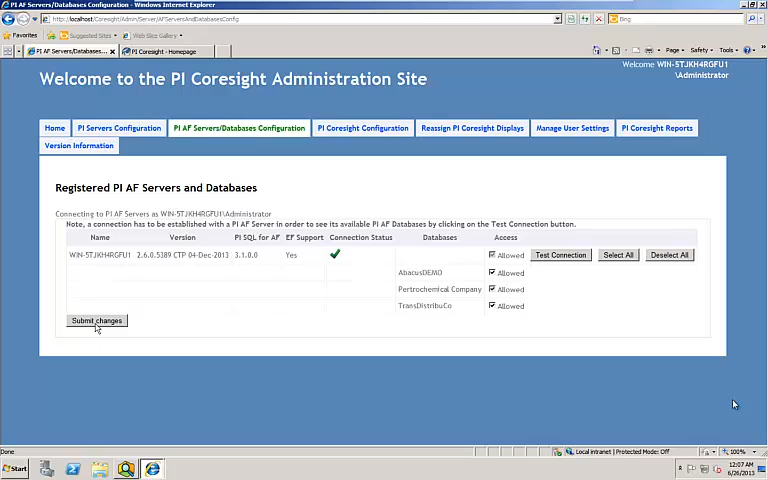 PI AF Servers/Databases Configuration - Windows Internet Explorer
http://localhost/Coresight/Admin/Server/AFServersAndDatabasesConfig
Bing
Favorites
Suggested Sites
Web Slice Gallery
PI AF Servers/Databases...
PI Coresight - Homepage
Page
Safety
Tools
Welcome to the PI Coresight Administration Site
Welcome WIN-5TJKH4RGFU1
\Administrator
Home
PI Servers Configuration
PI AF Servers/Databases Configuration
PI Coresight Configuration
Reassign PI Coresight Displays
Manage User Settings
PI Coresight Reports
Version Information
Registered PI AF Servers and Databases
Connecting to PI AF Servers as WIN-5TJKH4RGFU1\Administrator
Note, a connection has to be established with a PI AF Server in order to see its available PI AF Databases by clicking on the Test Connection button.
Name Version PI SQL for AF EF Support Connection Status Databases Access
WIN-5TJKH4RGFU1 2.6.0.5389 CTP 04-Dec-2013 3.1.0.0 Yes Allowed Test Connection Select All Deselect All
AbacusDEMO Allowed
Pertrochemical Company Allowed
TransDistribuCo Allowed
Submit changes
Done
Local intranet | Protected Mode: Off
100%
Start
12:07 AM
6/26/2013